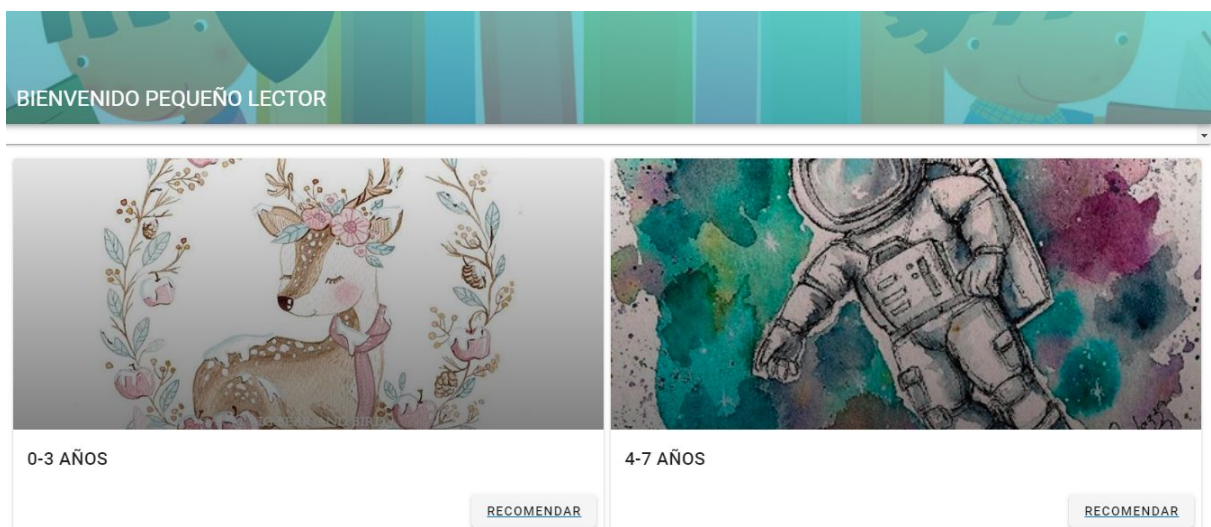 BIENVENIDO PEQUEÑO LECTOR
0-3 AÑOS
4-7 AÑOS
RECOMENDAR
RECOMENDAR